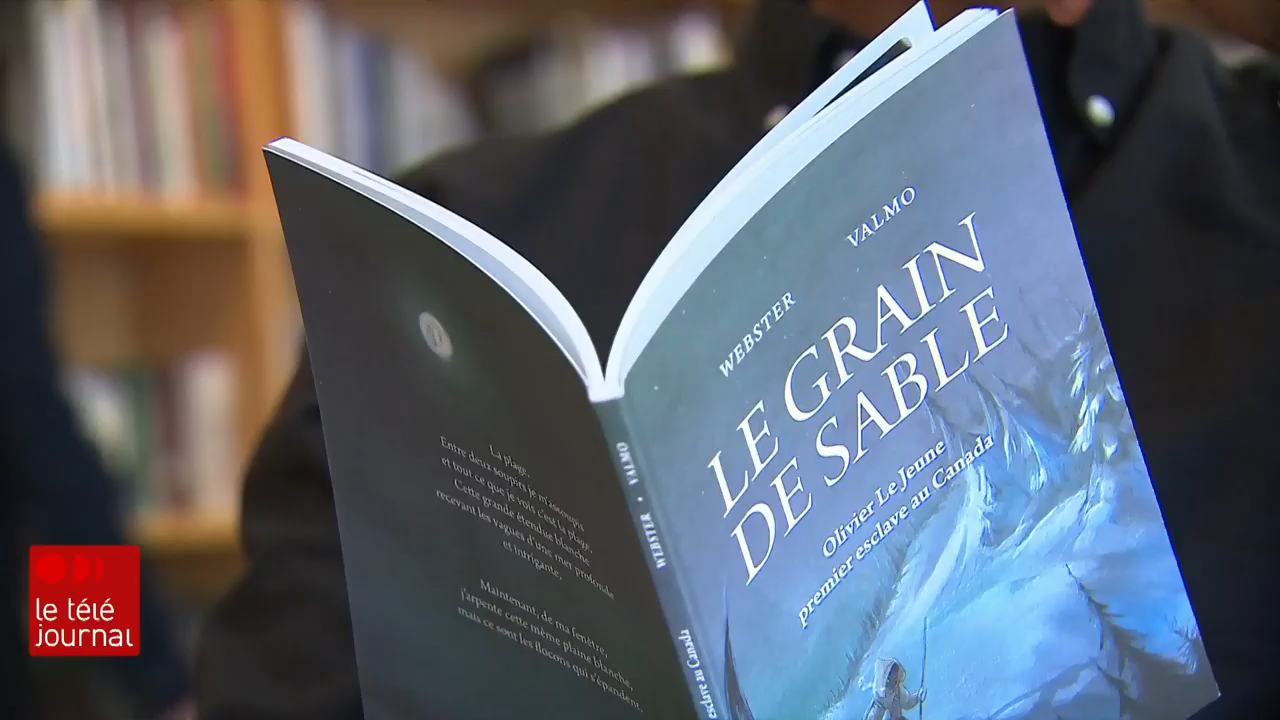 WEBSTER VALMO
LE GRAIN
DE SABLE
Olivier Le Jeune
premier esclave au Canada
WEBSTER • VALMO
esclave au Canada
La plage.
Entre deux soupirs je m'assoupis
et tout ce que je vois c'est la plage.
Cette grande étendue blanche
recevant les vagues d'une mer profonde
et intrigante.
Maintenant, de ma fenêtre,
j'arpente cette même plaine blanche,
mais ce sont les flocons qui s'épandent.
le télé
journal